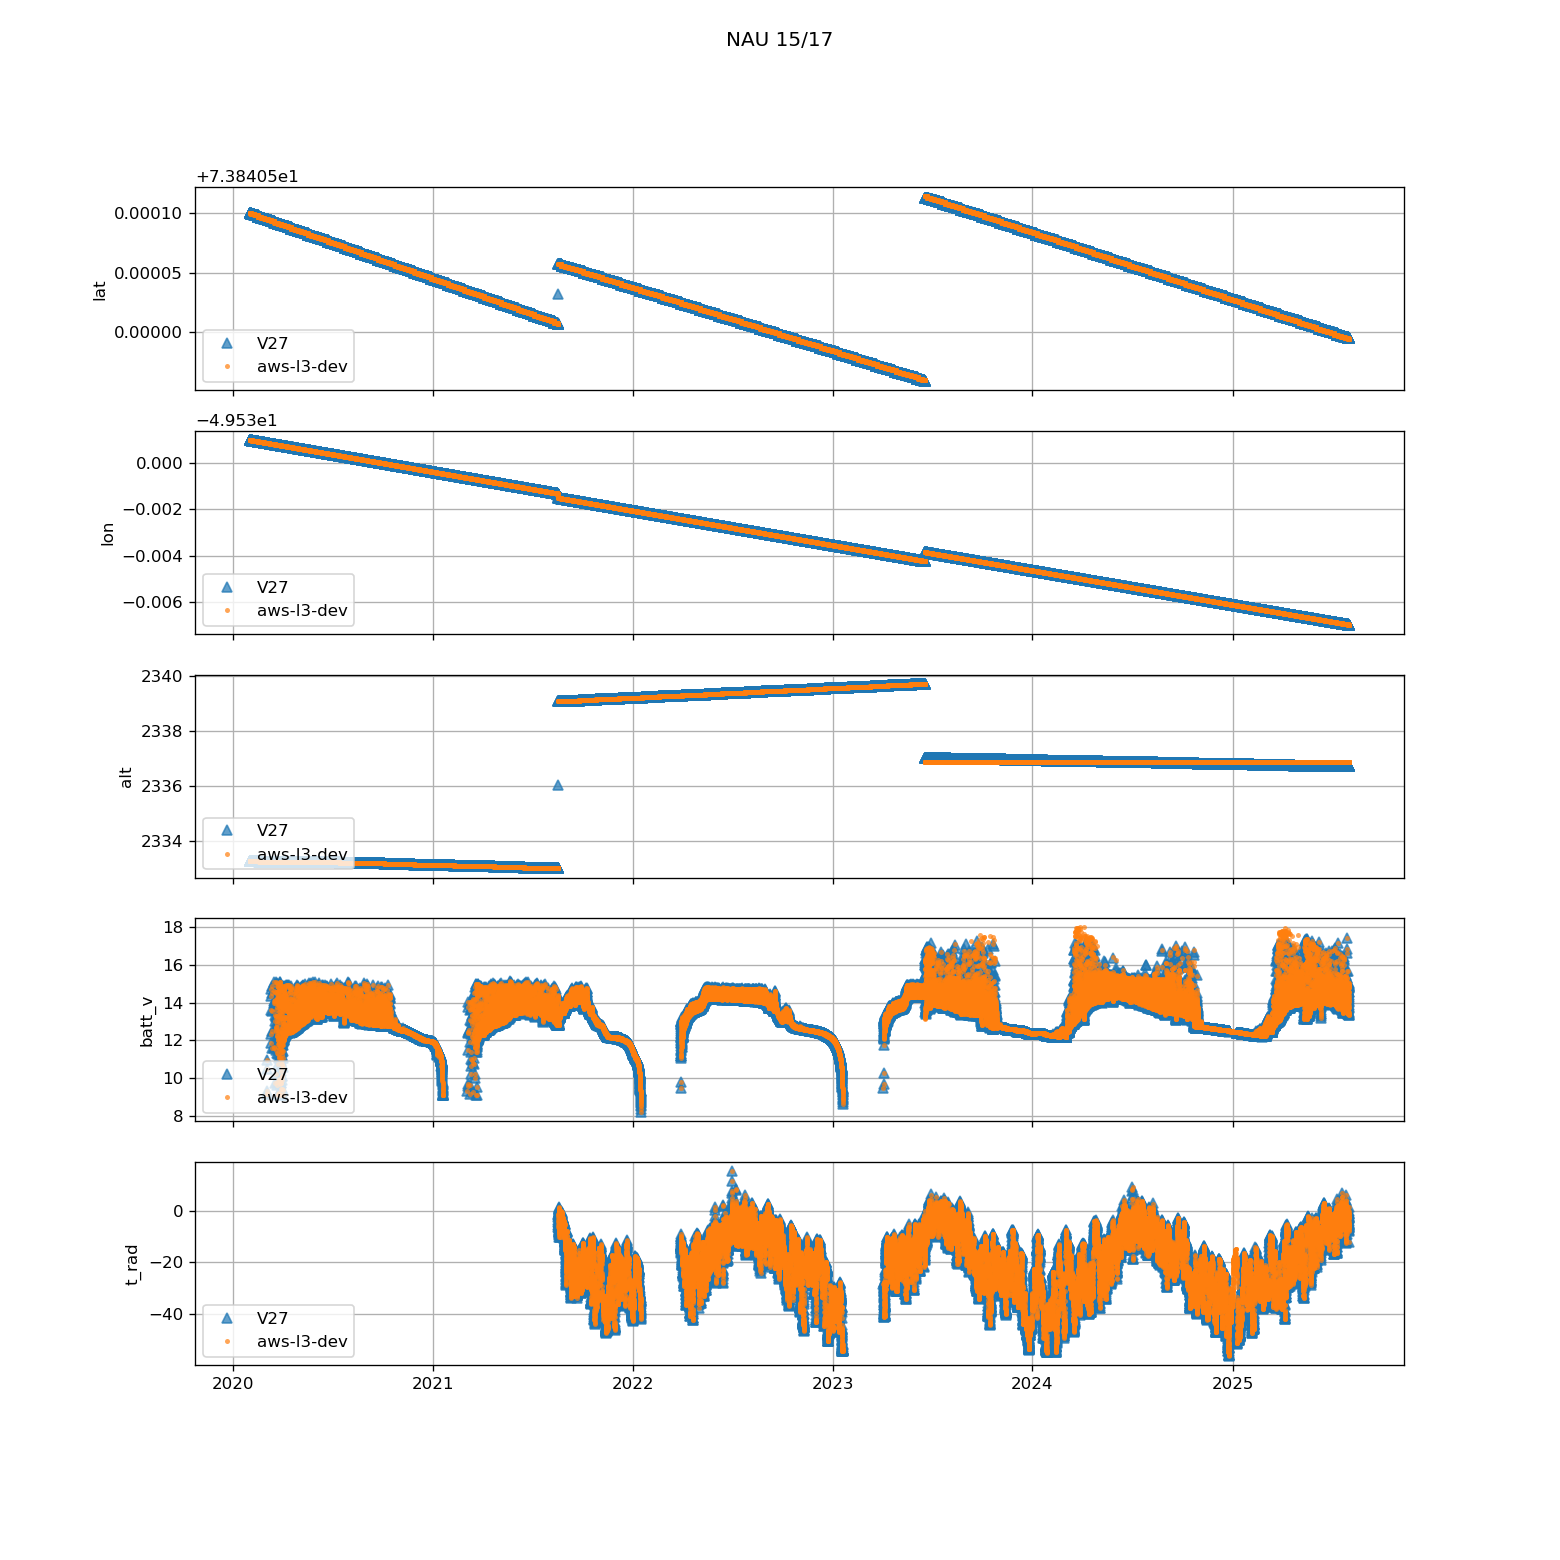 NAU 15/17
+7.38405e1
0.00010
0.00005
0.00000
lat
V27
aws-l3-dev
−4.953e1
0.000
−0.002
−0.004
−0.006
lon
V27
aws-l3-dev
2340
2338
2336
2334
alt
V27
aws-l3-dev
18
16
14
12
10
8
batt_v
V27
aws-l3-dev
0
−20
−40
t_rad
V27
aws-l3-dev
2020 2021 2022 2023 2024 2025